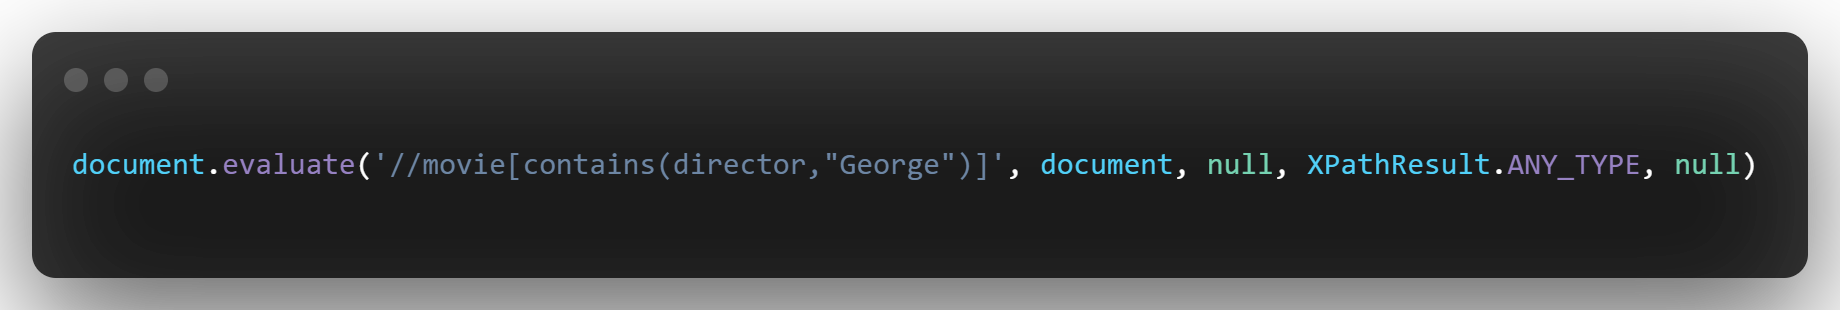 document.evaluate('//movie[contains(director,"George")]', document, null, XPathResult.ANY_TYPE, null)